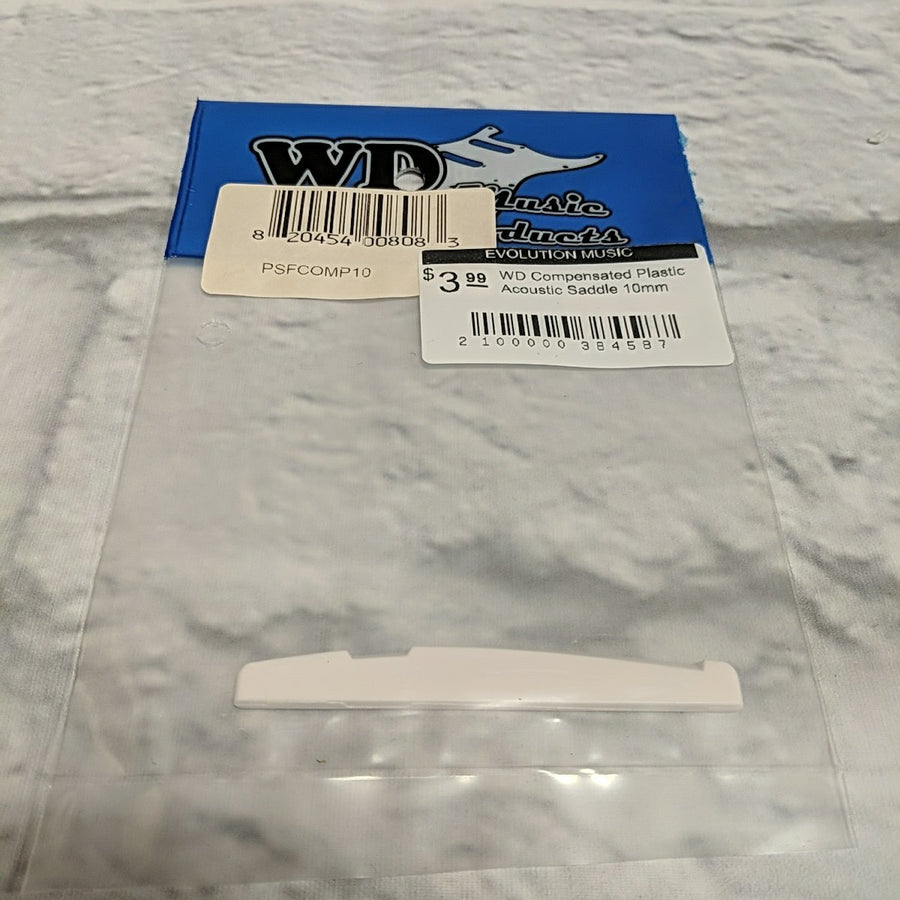 WD
Music
8 20454 00808 3
PSFCOMP10
EVOLUTION MUSIC
$3.99 WD Compensated Plastic
Acoustic Saddle 10mm
2 100000 384587